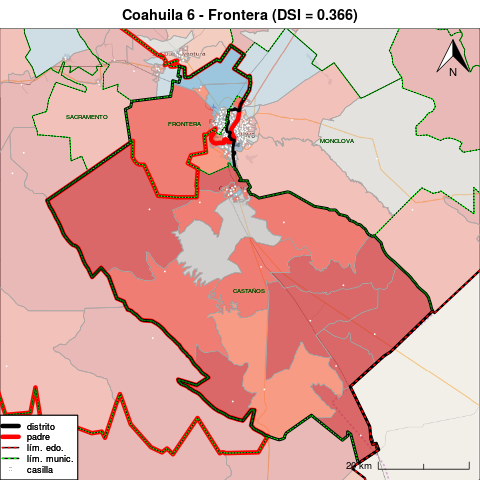 Coahuila 6 - Frontera (DSI = 0.366)
N
SACRAMENTO
FRONTERA
MONCLOVA
CASTAÑOS
distrito
padre
lím. edo.
lím. munic.
casilla
20 km